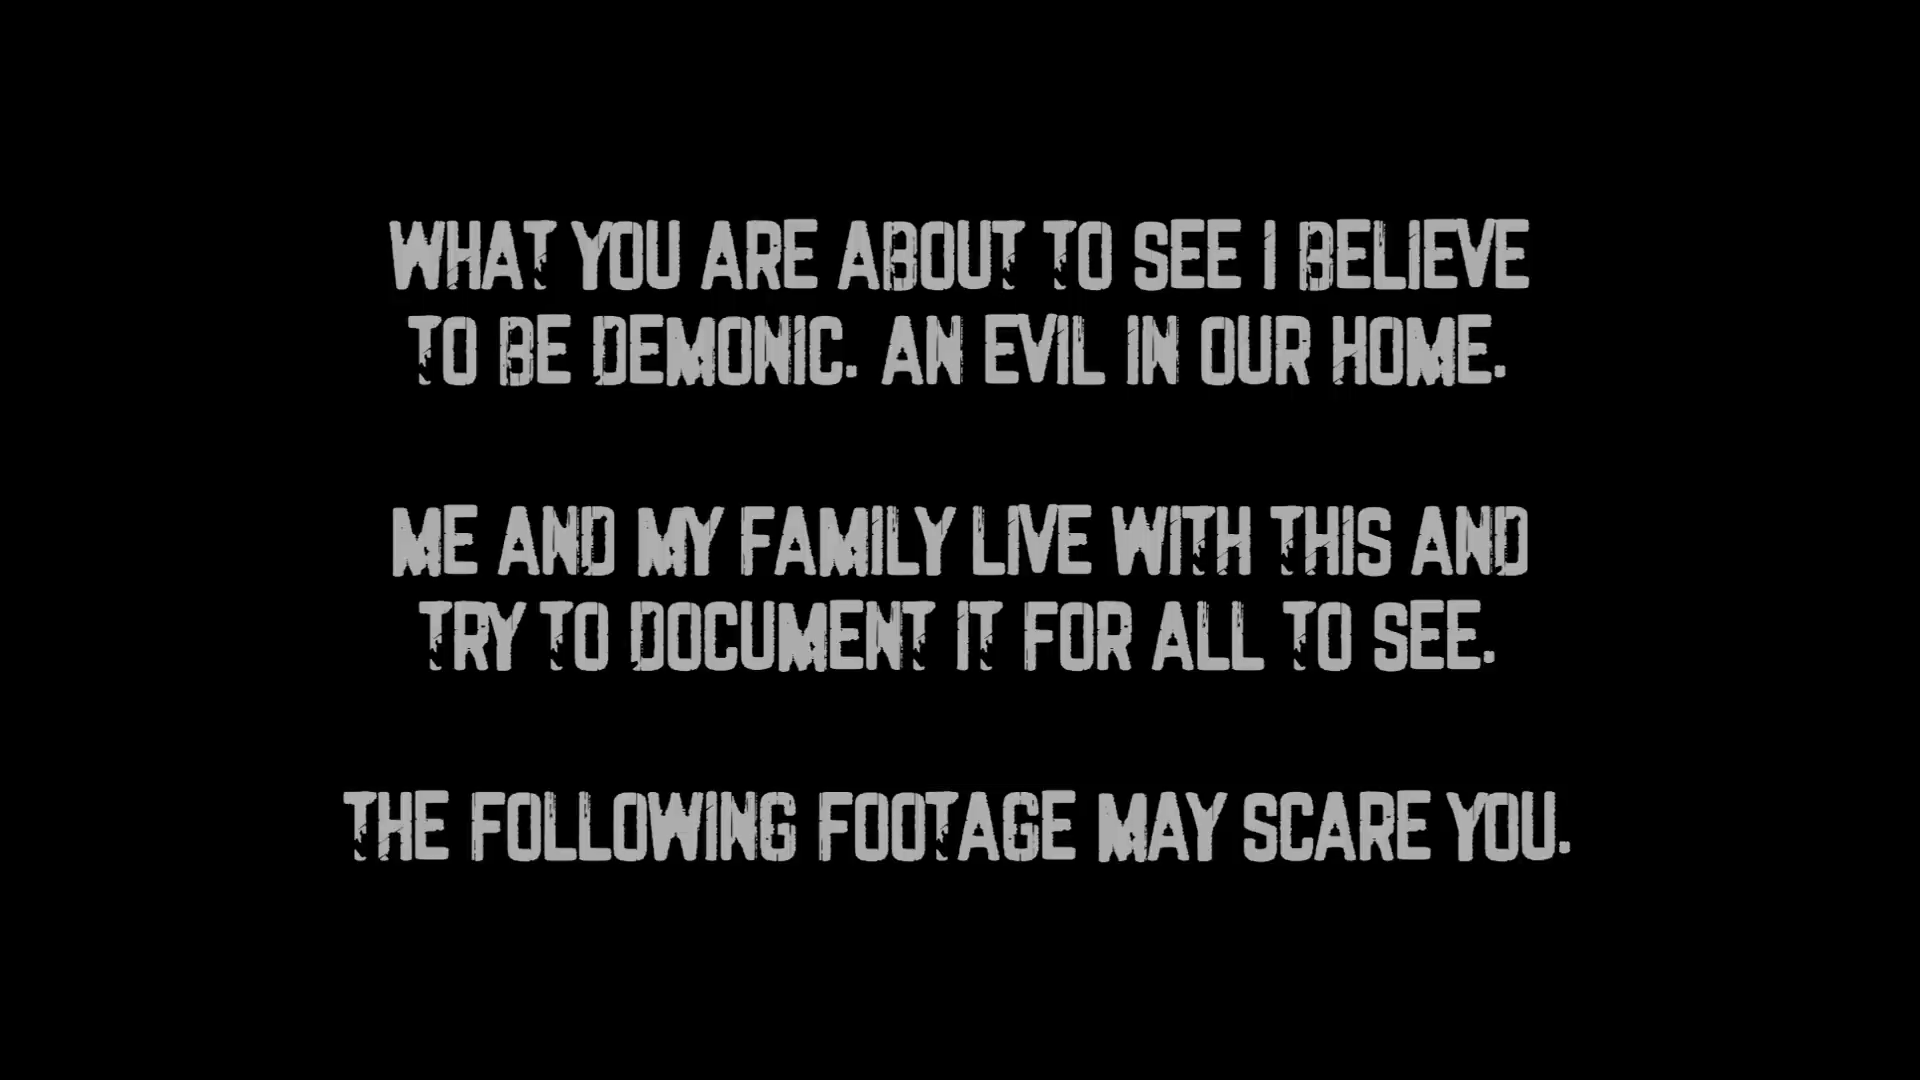 WHAT YOU ARE ABOUT TO SEE I BELIEVE
TO BE DEMONIC. AN EVIL IN OUR HOME.
ME AND MY FAMILY LIVE WITH THIS AND
TRY TO DOCUMENT IT FOR ALL TO SEE.
THE FOLLOWING FOOTAGE MAY SCARE YOU.